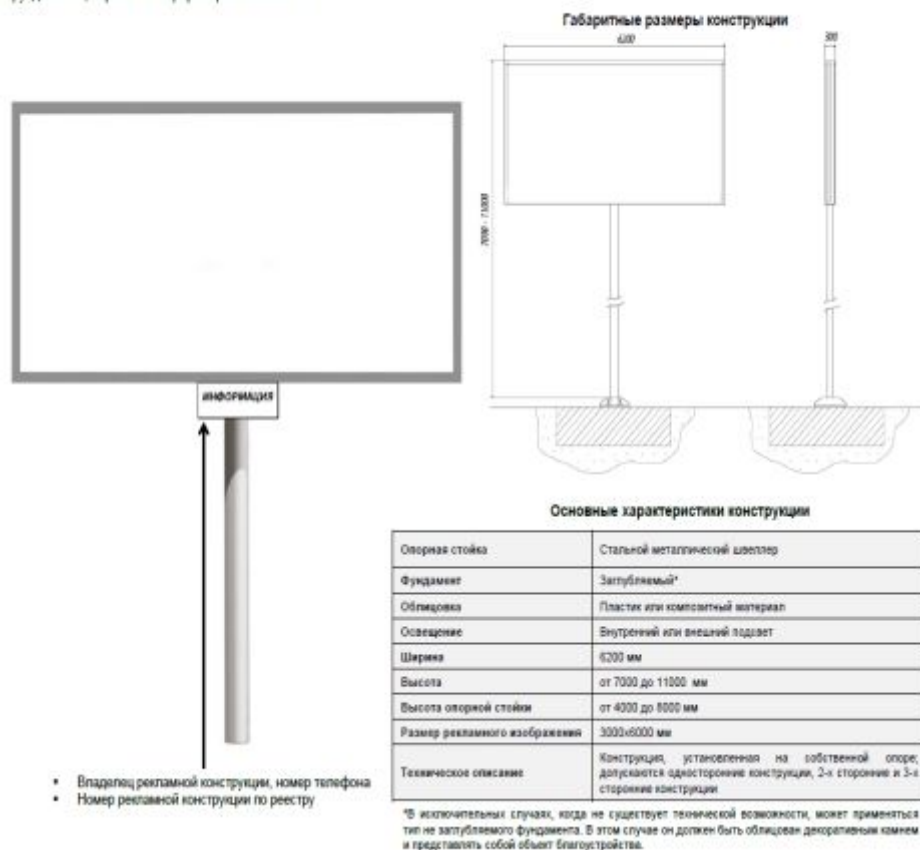 Габаритные размеры конструкции
6200
500
7000 - 11000
ИНФОРМАЦИЯ
• Владелец рекламной конструкции, номер телефона
• Номер рекламной конструкции по реестру
Основные характеристики конструкции
Опорная стойка Стальной металлический швеллер
Фундамент Заглубляемый*
Облицовка Пластик или композитный материал
Освещение Внутренний или внешний подсвет
Ширина 6200 мм
Высота от 7000 до 11000 мм
Высота опорной стойки от 4000 до 8000 мм
Размер рекламного изображения 3000х6000 мм
Техническое описание Конструкция, установленная на собственной опоре;
допускаются односторонние конструкции, 2-х сторонние и 3-х
сторонние конструкции
*В исключительных случаях, когда не существует технической возможности, может применяться
тип не заглубляемого фундамента. В этом случае он должен быть облицован декоративным камнем
и представлять собой объект благоустройства.